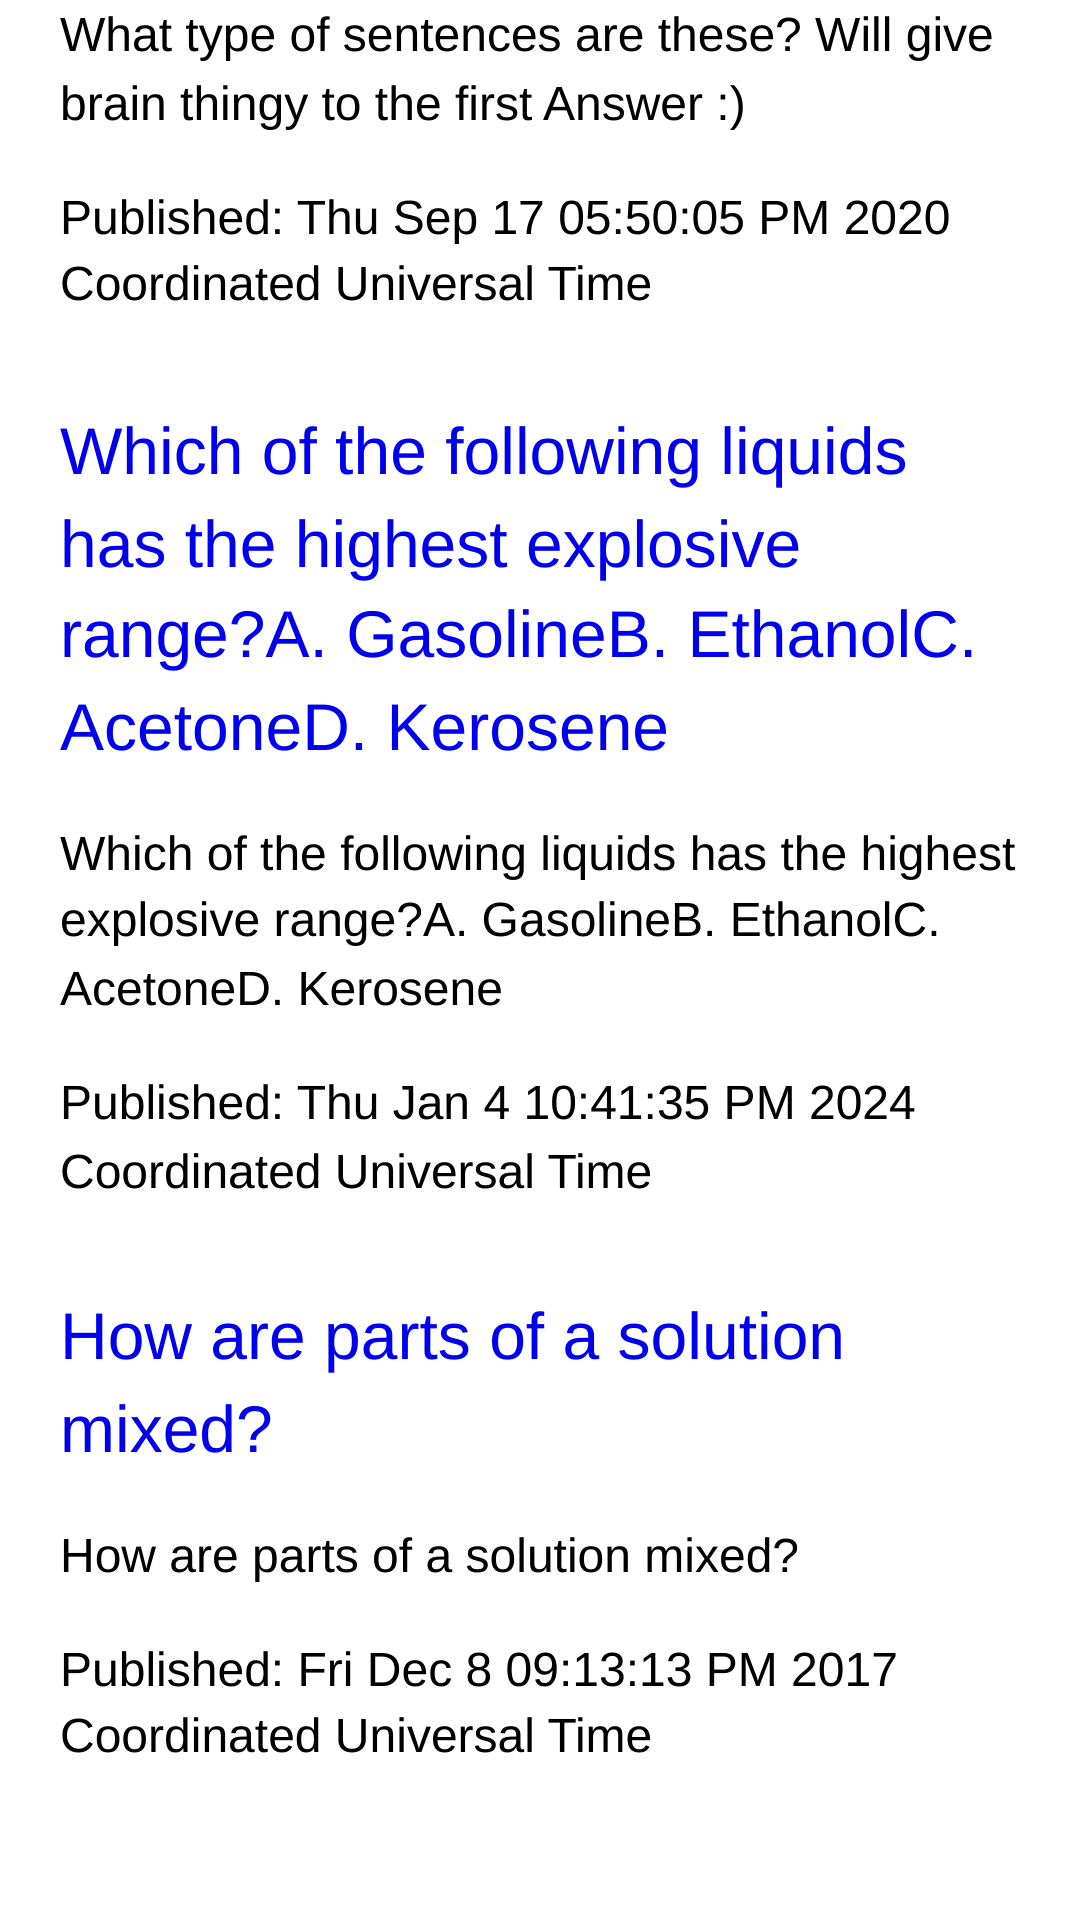 What type of sentences are these? Will give
brain thingy to the first Answer :)
Published: Thu Sep 17 05:50:05 PM 2020
Coordinated Universal Time
Which of the following liquids
has the highest explosive
range?A. GasolineB. EthanolC.
AcetoneD. Kerosene
Which of the following liquids has the highest
explosive range?A. GasolineB. EthanolC.
AcetoneD. Kerosene
Published: Thu Jan 4 10:41:35 PM 2024
Coordinated Universal Time
How are parts of a solution
mixed?
How are parts of a solution mixed?
Published: Fri Dec 8 09:13:13 PM 2017
Coordinated Universal Time